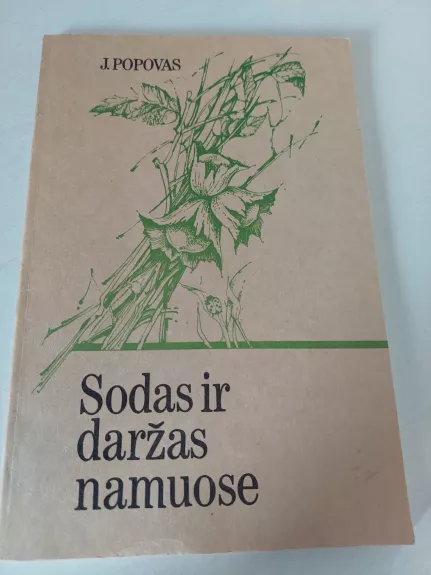 J. POPOVAS
Sodas ir
daržas
namuose